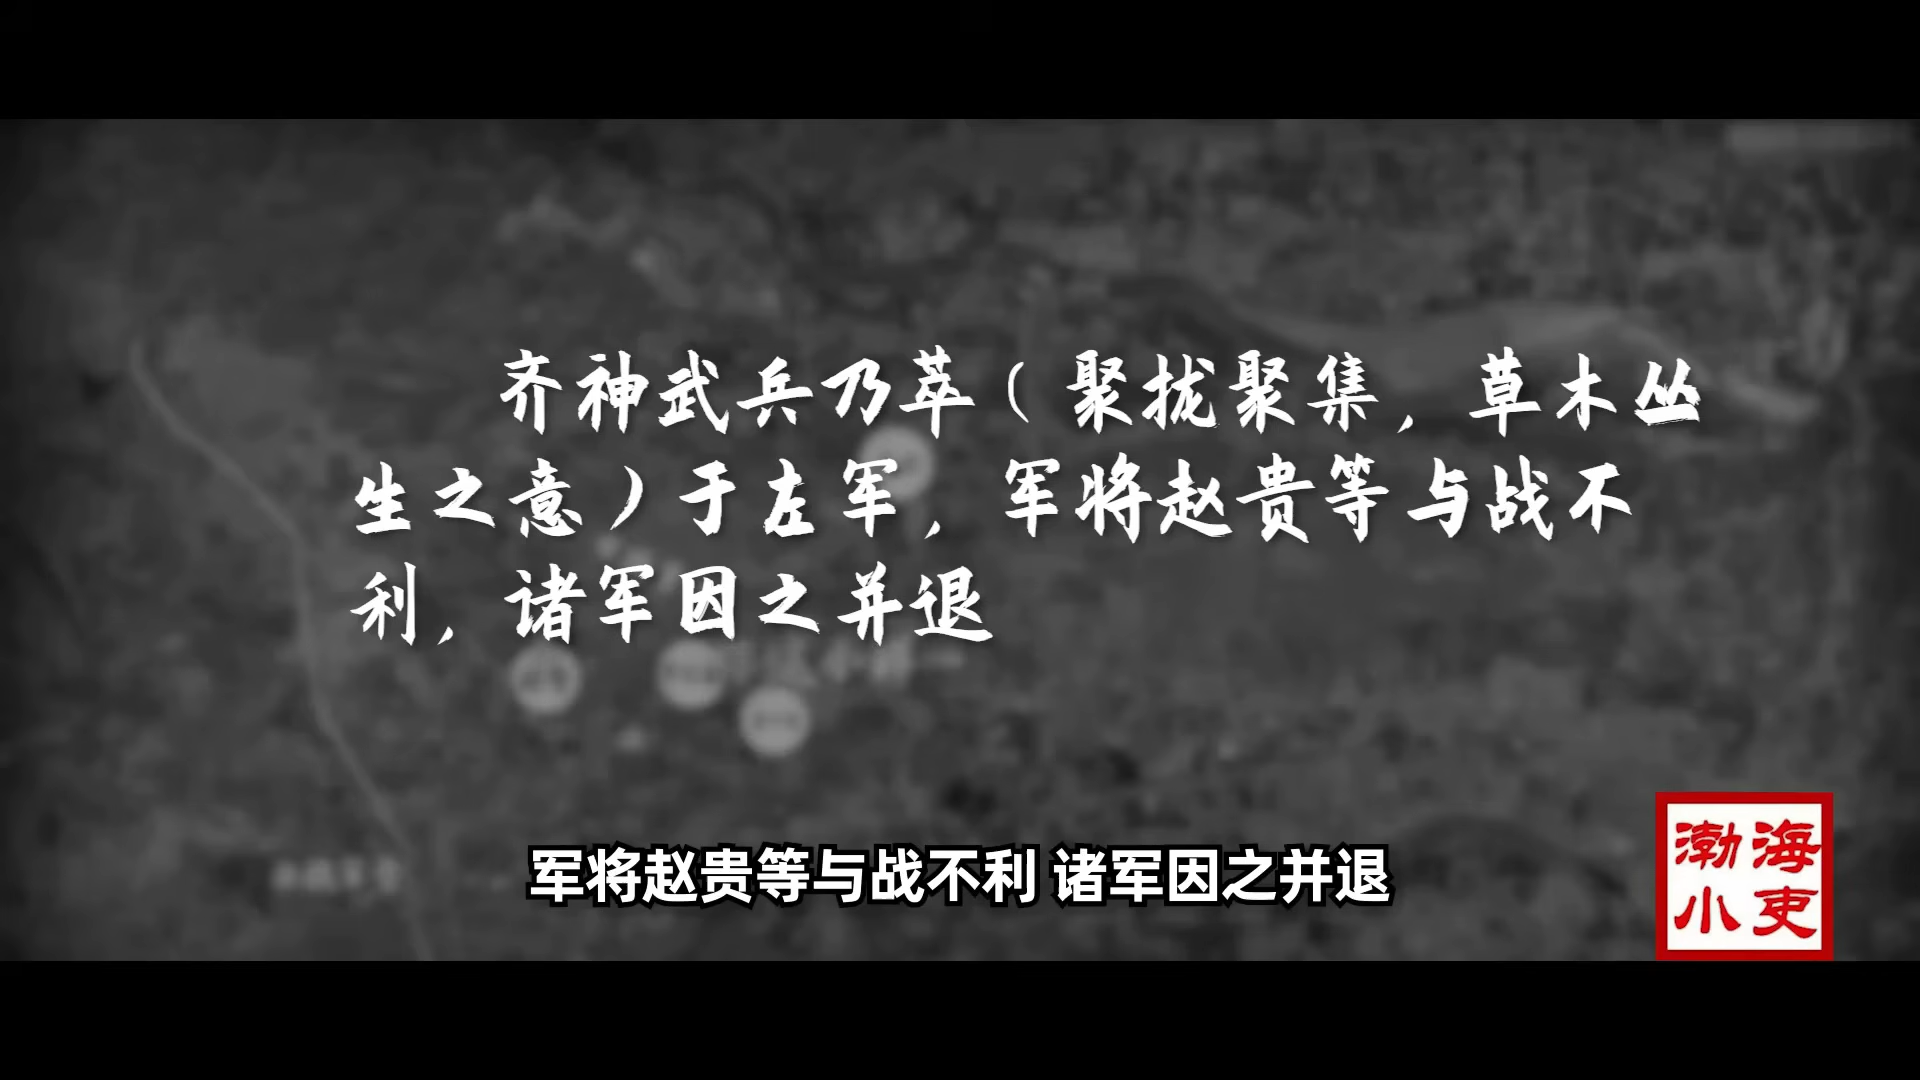 齐神武兵乃萃（聚拢聚集，草木丛
生之意）于左军，军将赵贵等与战不
利，诸军因之并退
军将赵贵等与战不利 诸军因之并退
渤海
小吏